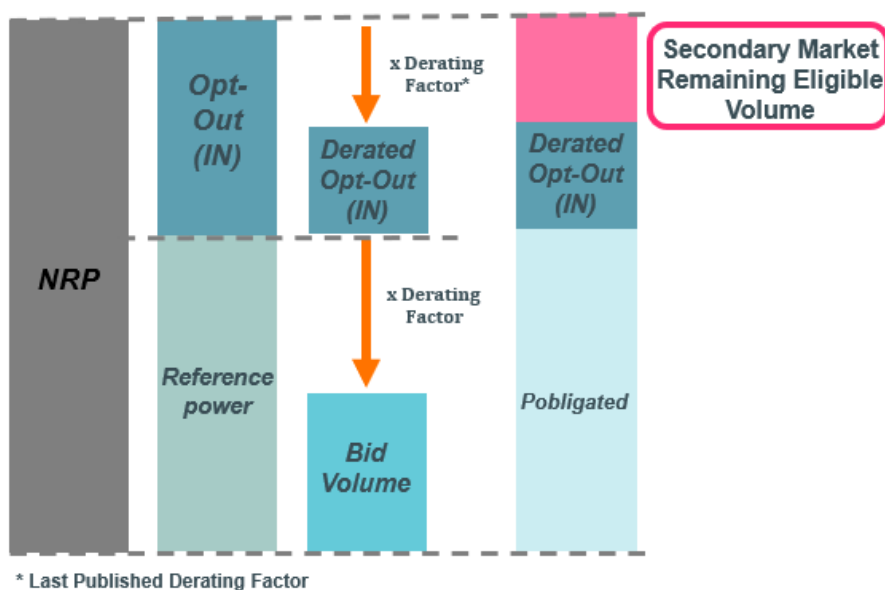 NRP
Opt-
Out
(IN)
Reference
power
x Derating
Factor*
Derated
Opt-Out
(IN)
x Derating
Factor
Bid
Volume
Derated
Opt-Out
(IN)
Pobligated
Secondary Market
Remaining Eligible
Volume
* Last Published Derating Factor